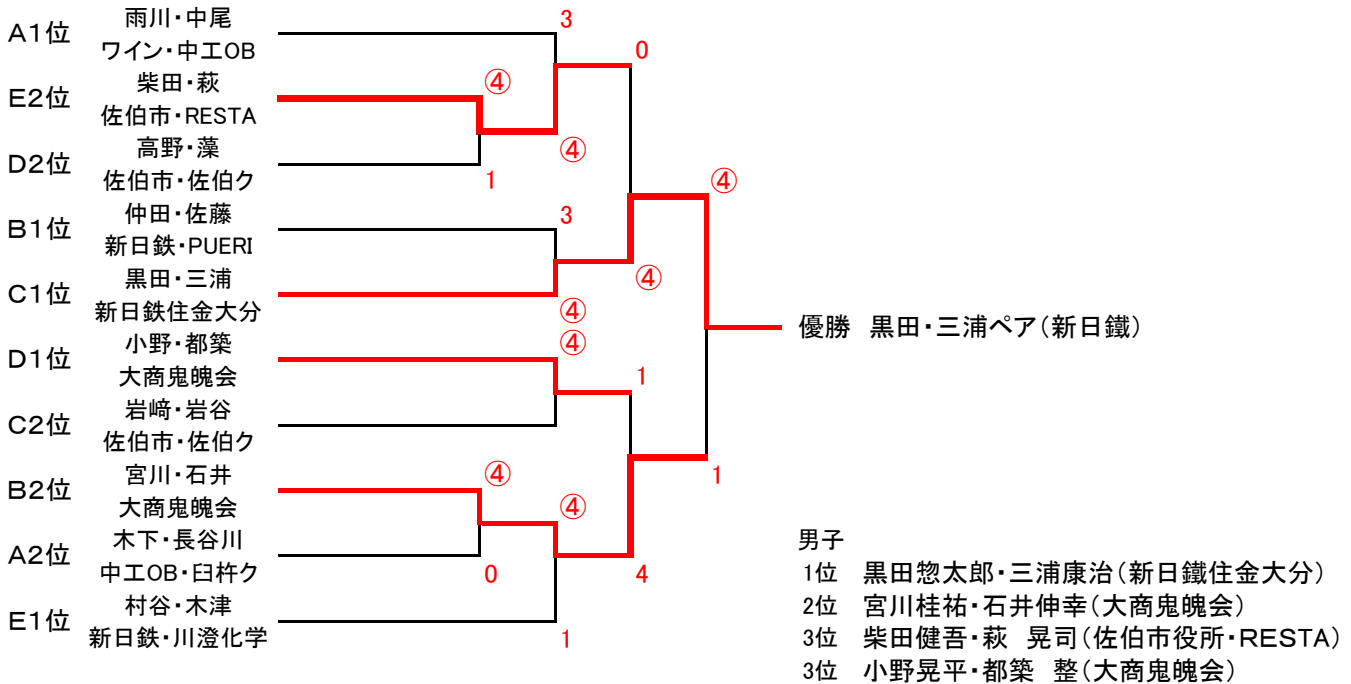 A1位 雨川・中尾 3
ワイン・中工OB 0
E2位 柴田・萩 ④
佐伯市・RESTA
D2位 高野・藻 ④
佐伯市・佐伯ク 1 ④
B1位 仲田・佐藤 3
新日鉄・PUERI
C1位 黒田・三浦 ④
新日鉄住金大分 ④
優勝 黒田・三浦ペア(新日鐵)
D1位 小野・都築 ④
大商鬼魄会 1
C2位 岩﨑・岩谷
佐伯市・佐伯ク
B2位 宮川・石井 ④ 1
大商鬼魄会 ④
A2位 木下・長谷川
中工OB・臼杵ク 0 4
E1位 村谷・木津
新日鉄・川澄化学 1
男子
1位 黒田惣太郎・三浦康治(新日鐵住金大分)
2位 宮川桂祐・石井伸幸(大商鬼魄会)
3位 柴田健吾・萩 晃司(佐伯市役所・RESTA)
3位 小野晃平・都築 整(大商鬼魄会)